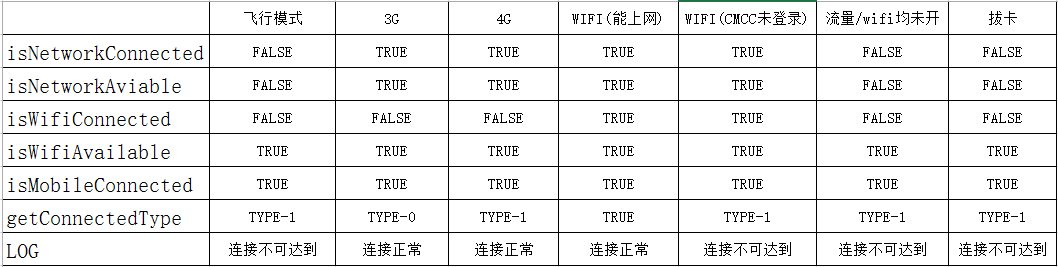 飞行模式 3G 4G WIFI(能上网) WIFI(CMCC未登录) 流量/wifi均未开 拔卡
isNetworkConnected FALSE TRUE TRUE TRUE TRUE FALSE FALSE
isNetworkAviable FALSE TRUE TRUE TRUE TRUE FALSE FALSE
isWifiConnected FALSE FALSE FALSE TRUE TRUE FALSE FALSE
isWifiAvailable TRUE TRUE TRUE TRUE TRUE TRUE TRUE
isMobileConnected TRUE TRUE TRUE TRUE TRUE TRUE TRUE
getConnectedType TYPE-1 TYPE-0 TYPE-1 TRUE TYPE-1 TYPE-1 TYPE-1
LOG 连接不可达到 连接正常 连接正常 连接正常 连接不可达到 连接不可达到 连接不可达到